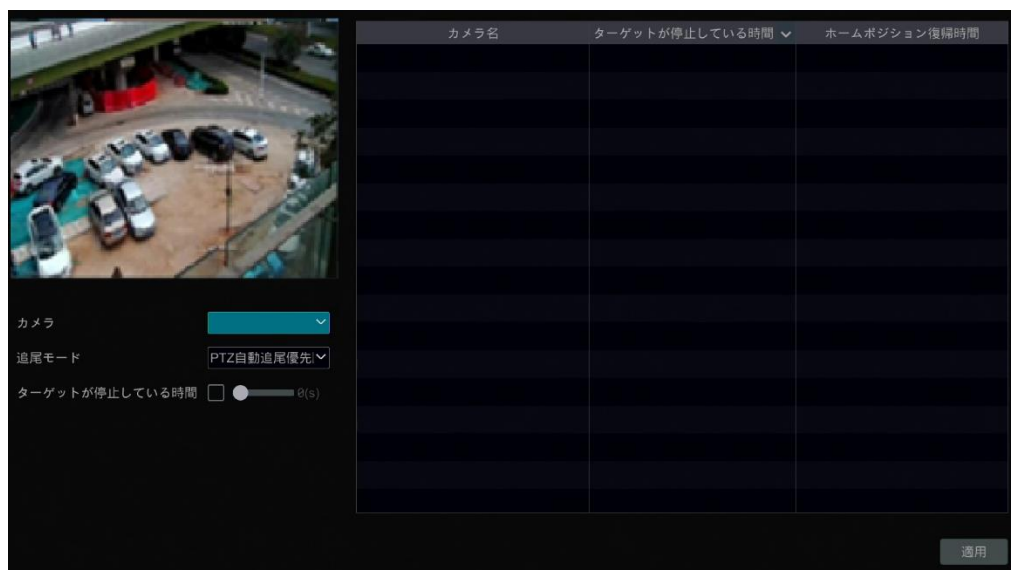 カメラ名 ターゲットが停止している時間 ホームポジション復帰時間
カメラ
追尾モード PTZ自動追尾優先
ターゲットが停止している時間 0(s)
適用